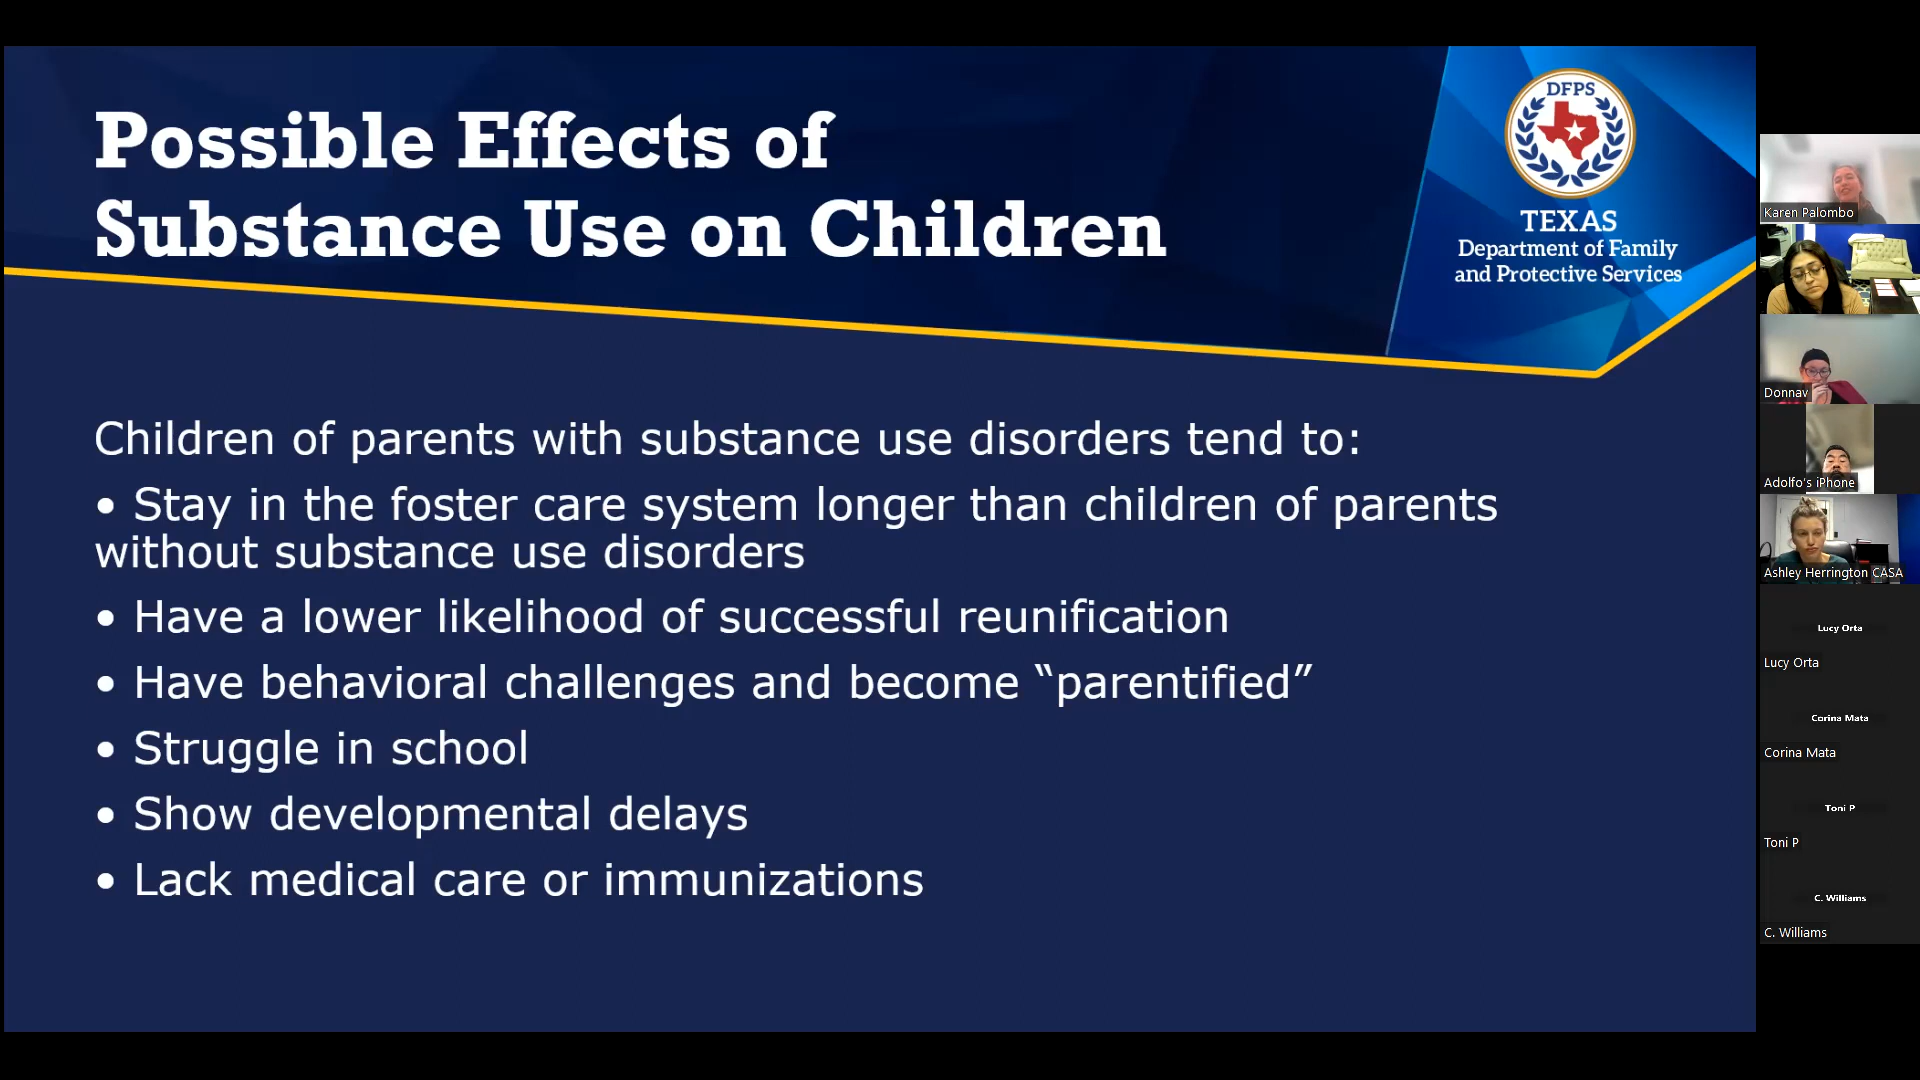 Possible Effects of
Substance Use on Children
DFPS
TEXAS
Department of Family
and Protective Services
Children of parents with substance use disorders tend to:
• Stay in the foster care system longer than children of parents
without substance use disorders
• Have a lower likelihood of successful reunification
• Have behavioral challenges and become “parentified”
• Struggle in school
• Show developmental delays
• Lack medical care or immunizations
Karen Palombo
Donnav
Adolfo's iPhone
Ashley Herrington CASA
Lucy Orta
Lucy Orta
Corina Mata
Corina Mata
Toni P
Toni P
C. Williams
C. Williams